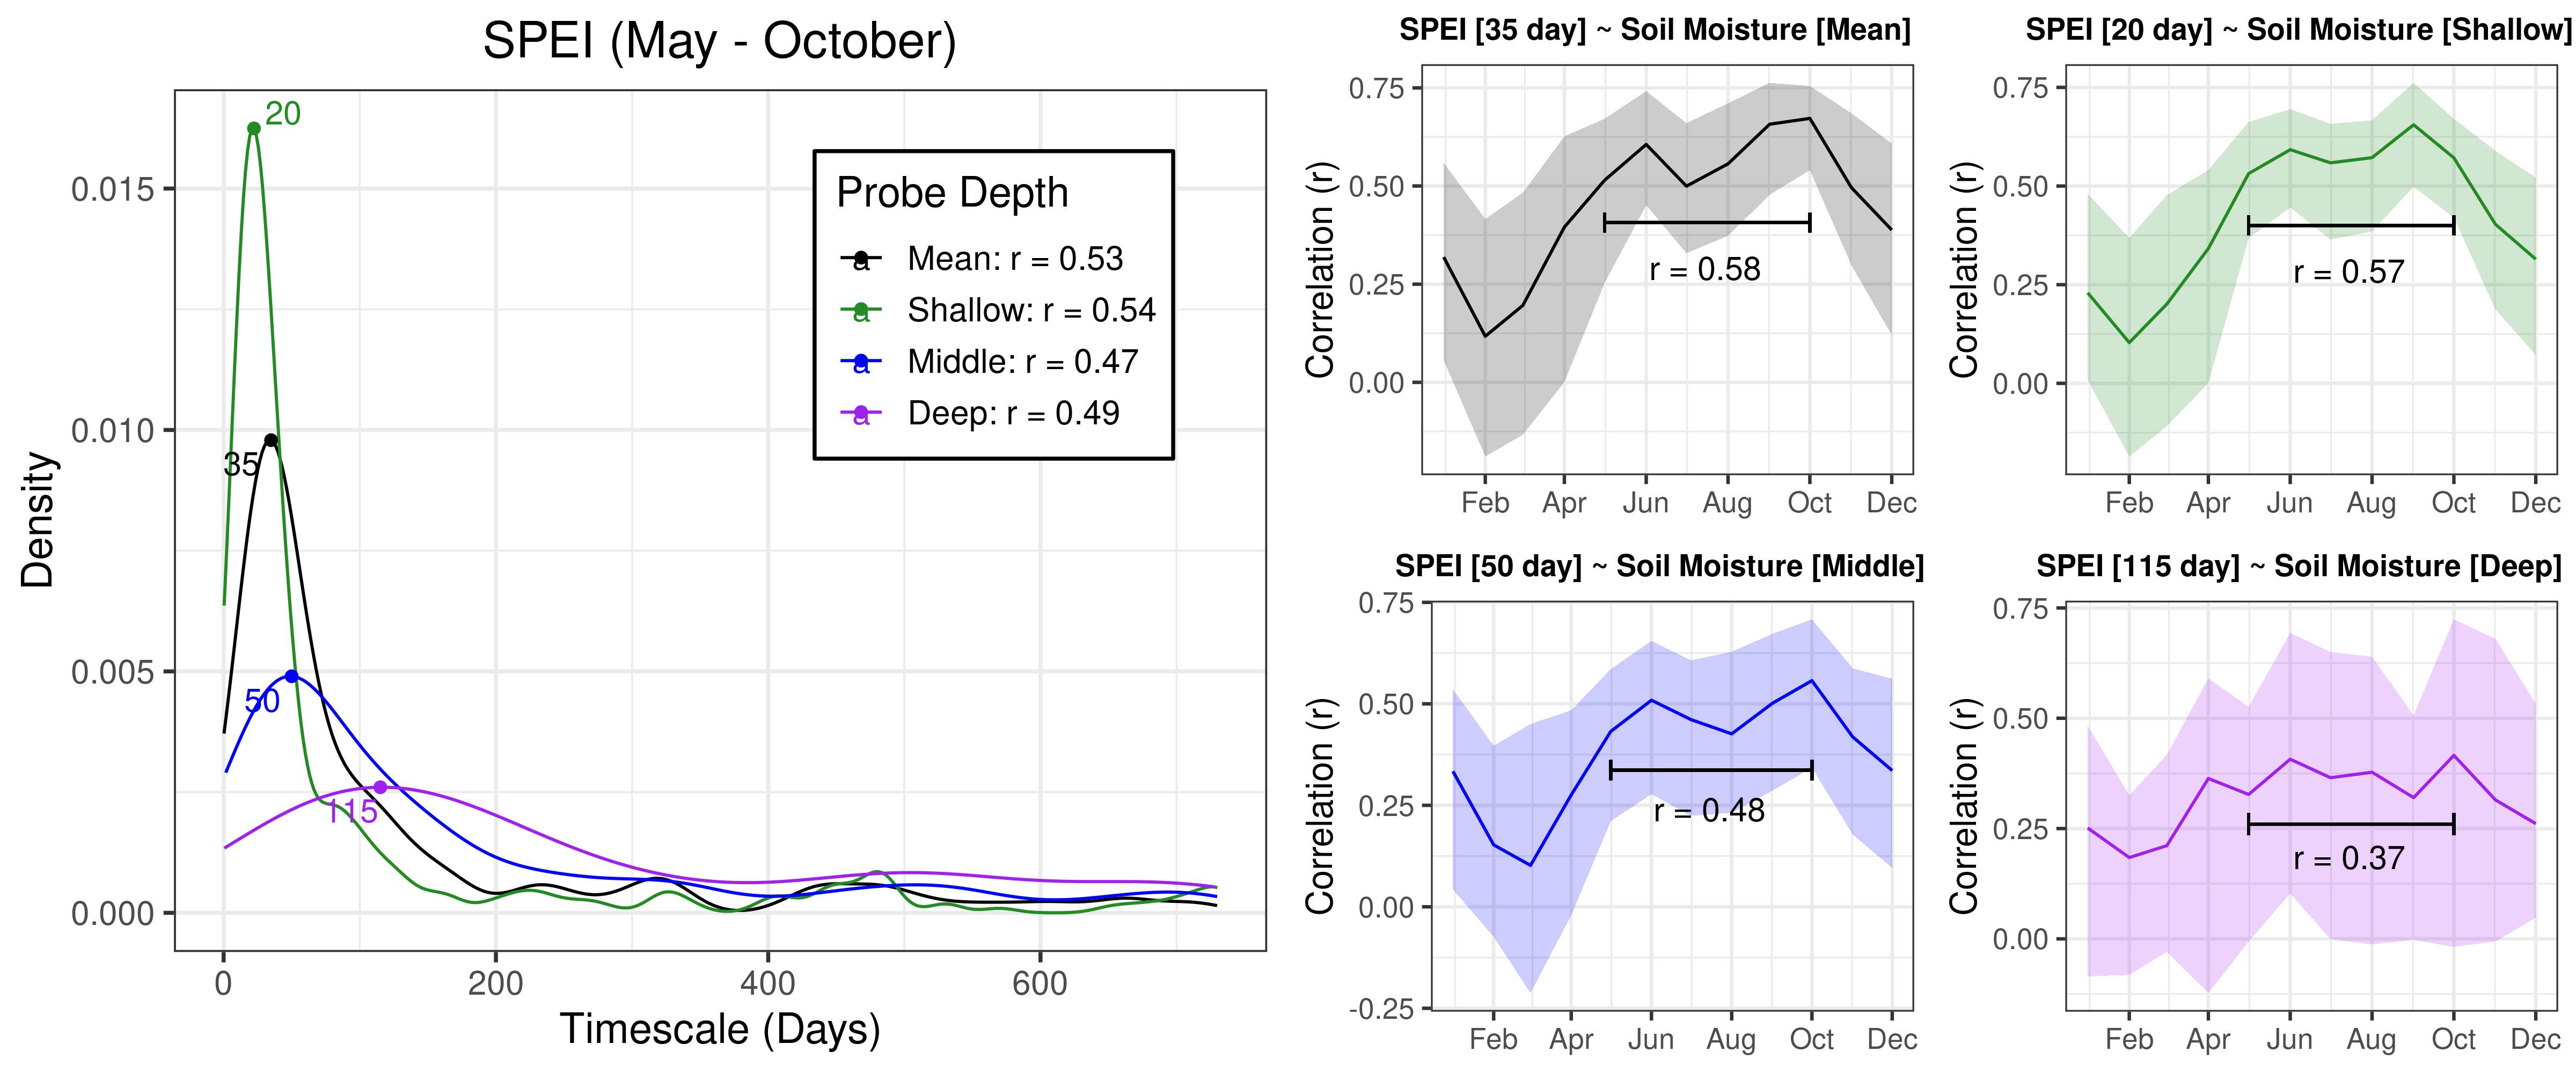 SPEI (May - October)
Density
0.015
0.010
0.005
0.000
20
35
50
115
Probe Depth
a Mean: r = 0.53
a Shallow: r = 0.54
a Middle: r = 0.47
a Deep: r = 0.49
0 200 400 600
Timescale (Days)
SPEI [35 day] ~ Soil Moisture [Mean]
Correlation (r)
0.75
0.50
0.25
0.00
r = 0.58
Feb Apr Jun Aug Oct Dec
SPEI [20 day] ~ Soil Moisture [Shallow]
Correlation (r)
0.75
0.50
0.25
0.00
r = 0.57
Feb Apr Jun Aug Oct Dec
SPEI [50 day] ~ Soil Moisture [Middle]
Correlation (r)
0.75
0.50
0.25
0.00
-0.25
r = 0.48
Feb Apr Jun Aug Oct Dec
SPEI [115 day] ~ Soil Moisture [Deep]
Correlation (r)
0.75
0.50
0.25
0.00
r = 0.37
Feb Apr Jun Aug Oct Dec